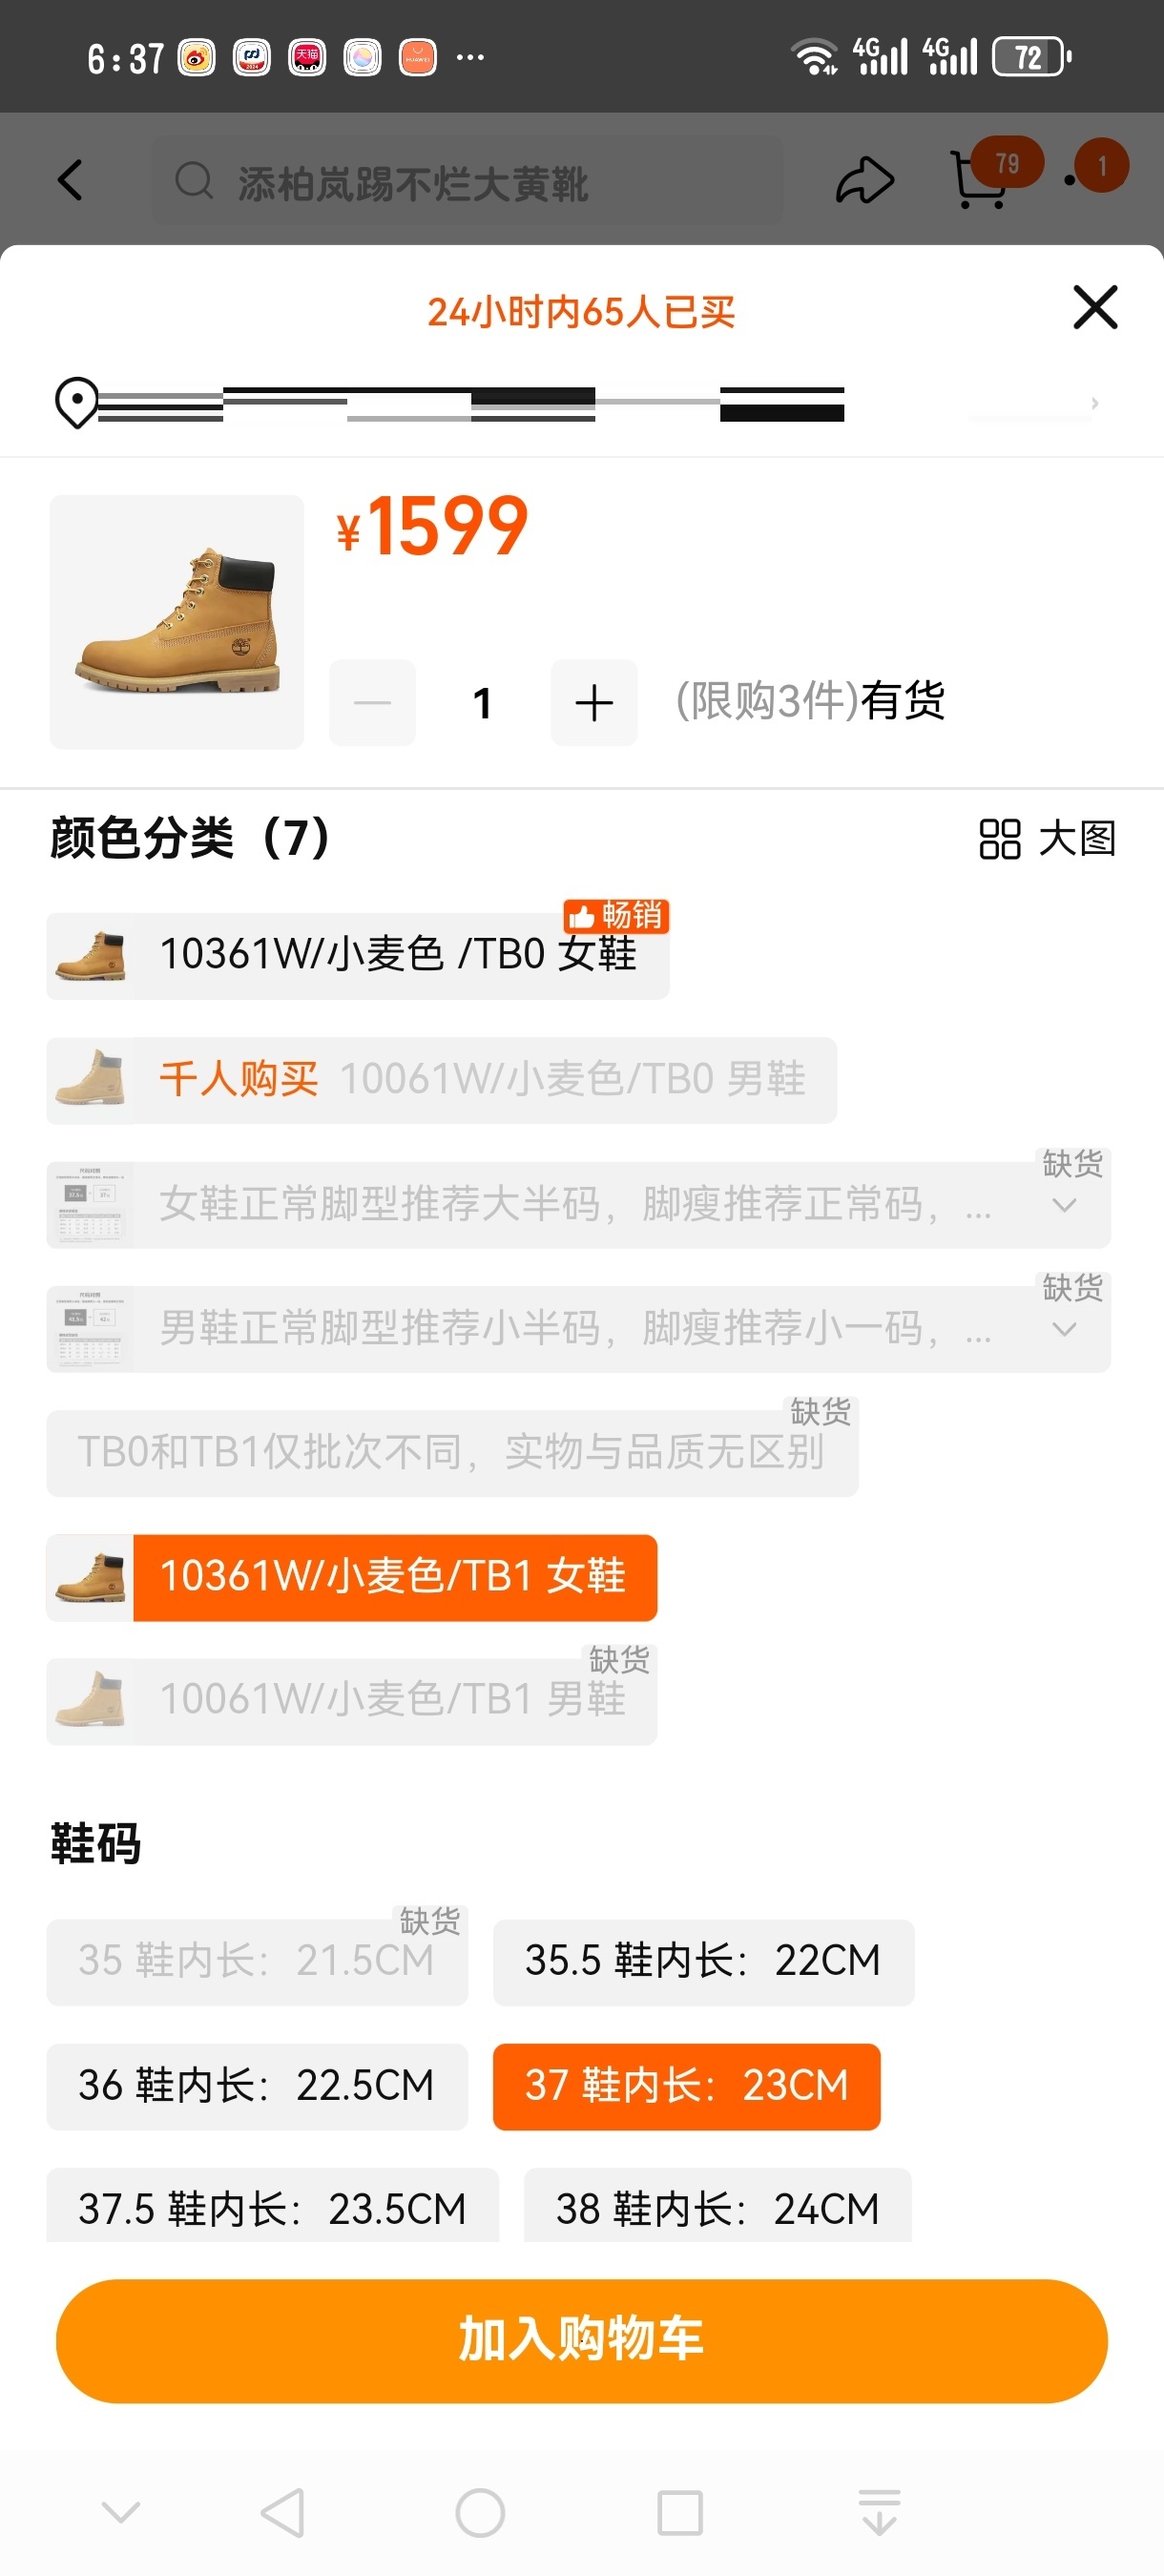 6:37
天猫
HUAWEI
4G
4G
72
添柏岚踢不烂大黄靴
79
1
24小时内65人已买
¥1599
1
(限购3件)有货
颜色分类（7）
大图
畅销
10361W/小麦色 /TB0 女鞋
千人购买 10061W/小麦色/TB0 男鞋
缺货
女鞋正常脚型推荐大半码，脚瘦推荐正常码，...
缺货
男鞋正常脚型推荐小半码，脚瘦推荐小一码，...
缺货
TB0和TB1仅批次不同，实物与品质无区别
10361W/小麦色/TB1 女鞋
缺货
10061W/小麦色/TB1 男鞋
鞋码
缺货
35 鞋内长：21.5CM
35.5 鞋内长：22CM
36 鞋内长：22.5CM
37 鞋内长：23CM
37.5 鞋内长：23.5CM
38 鞋内长：24CM
加入购物车